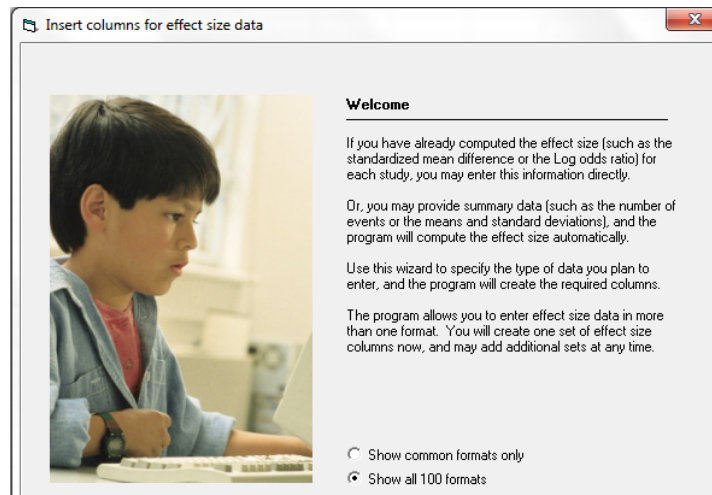 Insert columns for effect size data
Welcome
If you have already computed the effect size (such as the
standardized mean difference or the Log odds ratio) for
each study, you may enter this information directly.
Or, you may provide summary data (such as the number of
events or the means and standard deviations), and the
program will compute the effect size automatically.
Use this wizard to specify the type of data you plan to
enter, and the program will create the required columns.
The program allows you to enter effect size data in more
than one format. You will create one set of effect size
columns now, and may add additional sets at any time.
Show common formats only
Show all 100 formats